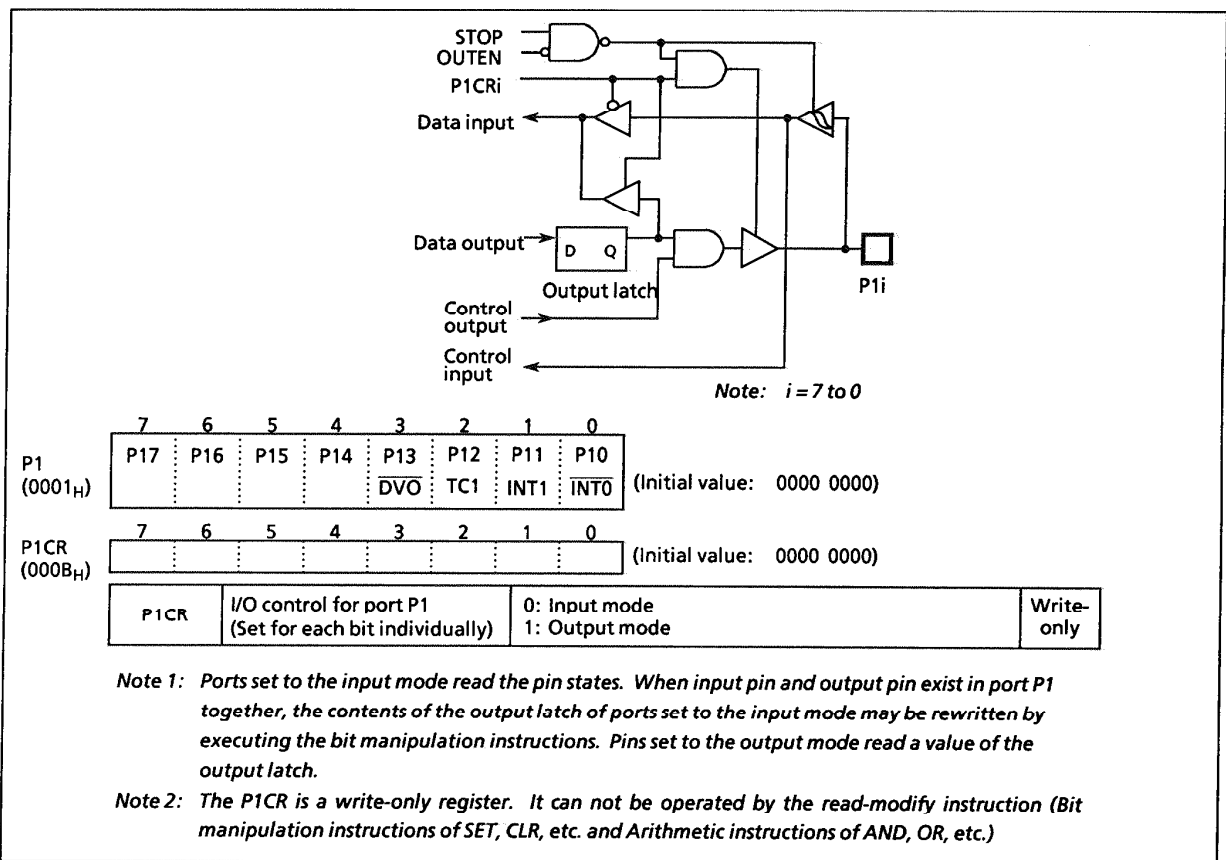 STOP
OUTEN
P1CRi
Data input
Data output
D Q
Output latch
P1i
Control
output
Control
input
Note: i = 7 to 0
7 6 5 4 3 2 1 0
P1
(0001H)
P17 P16 P15 P14 P13 P12 P11 P10
DVO TC1 INT1 INT0
(Initial value: 0000 0000)
7 6 5 4 3 2 1 0
P1CR
(000BH)
(Initial value: 0000 0000)
P1CR
I/O control for port P1
(Set for each bit individually)
0: Input mode
1: Output mode
Write-
only
Note 1: Ports set to the input mode read the pin states. When input pin and output pin exist in port P1
together, the contents of the output latch of ports set to the input mode may be rewritten by
executing the bit manipulation instructions. Pins set to the output mode read a value of the
output latch.
Note 2: The P1CR is a write-only register. It can not be operated by the read-modify instruction (Bit
manipulation instructions of SET, CLR, etc. and Arithmetic instructions of AND, OR, etc.)